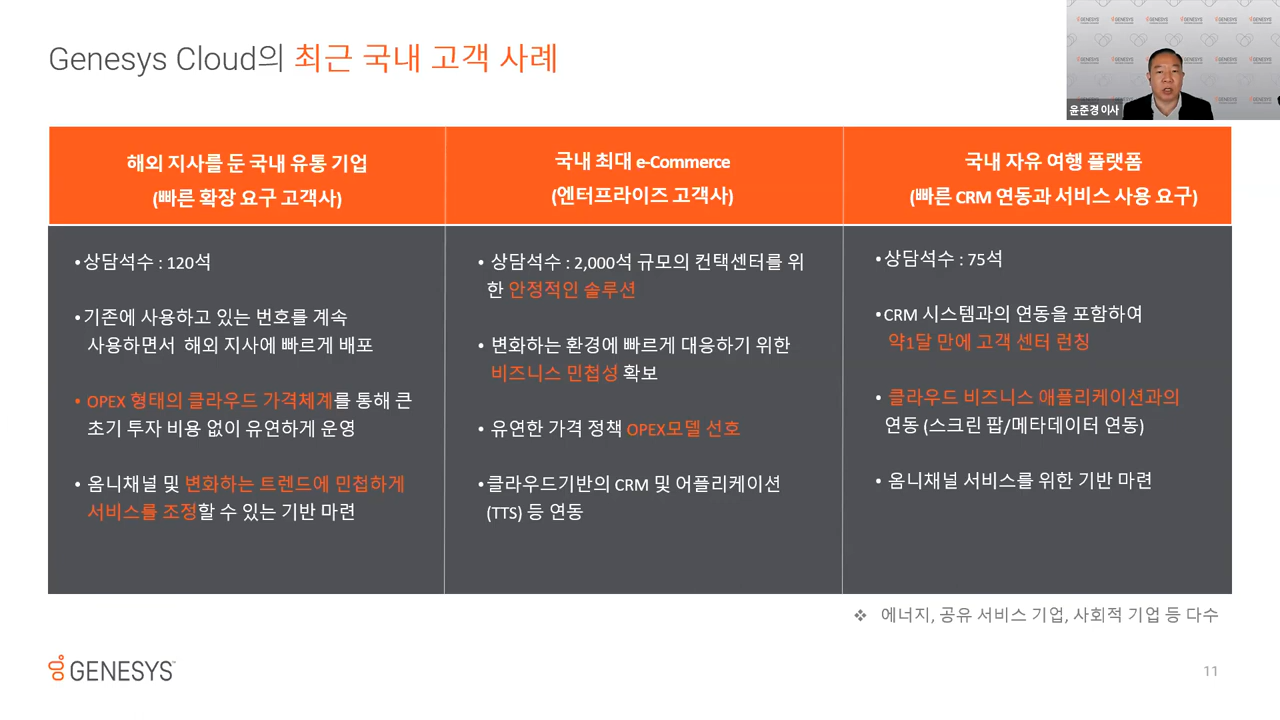 Genesys Cloud의 최근 국내 고객 사례
윤준경 이사
해외 지사를 둔 국내 유통 기업
(빠른 확장 요구 고객사)
국내 최대 e-Commerce
(엔터프라이즈 고객사)
국내 자유 여행 플랫폼
(빠른 CRM 연동과 서비스 사용 요구)
•상담석수 : 120석
•기존에 사용하고 있는 번호를 계속
사용하면서 해외 지사에 빠르게 배포
• OPEX 형태의 클라우드 가격체계를 통해 큰
초기 투자 비용 없이 유연하게 운영
• 옴니채널 및 변화하는 트렌드에 민첩하게
서비스를 조정할 수 있는 기반 마련
• 상담석수 : 2,000석 규모의 컨택센터를 위
한 안정적인 솔루션
• 변화하는 환경에 빠르게 대응하기 위한
비즈니스 민첩성 확보
• 유연한 가격 정책 OPEX모델 선호
•클라우드기반의 CRM 및 어플리케이션
(TTS) 등 연동
•상담석수 : 75석
•CRM 시스템과의 연동을 포함하여
약1달 만에 고객 센터 런칭
• 클라우드 비즈니스 애플리케이션과의
연동 (스크린 팝/메타데이터 연동)
• 옴니채널 서비스를 위한 기반 마련
❖ 에너지, 공유 서비스 기업, 사회적 기업 등 다수
GENESYS™
11